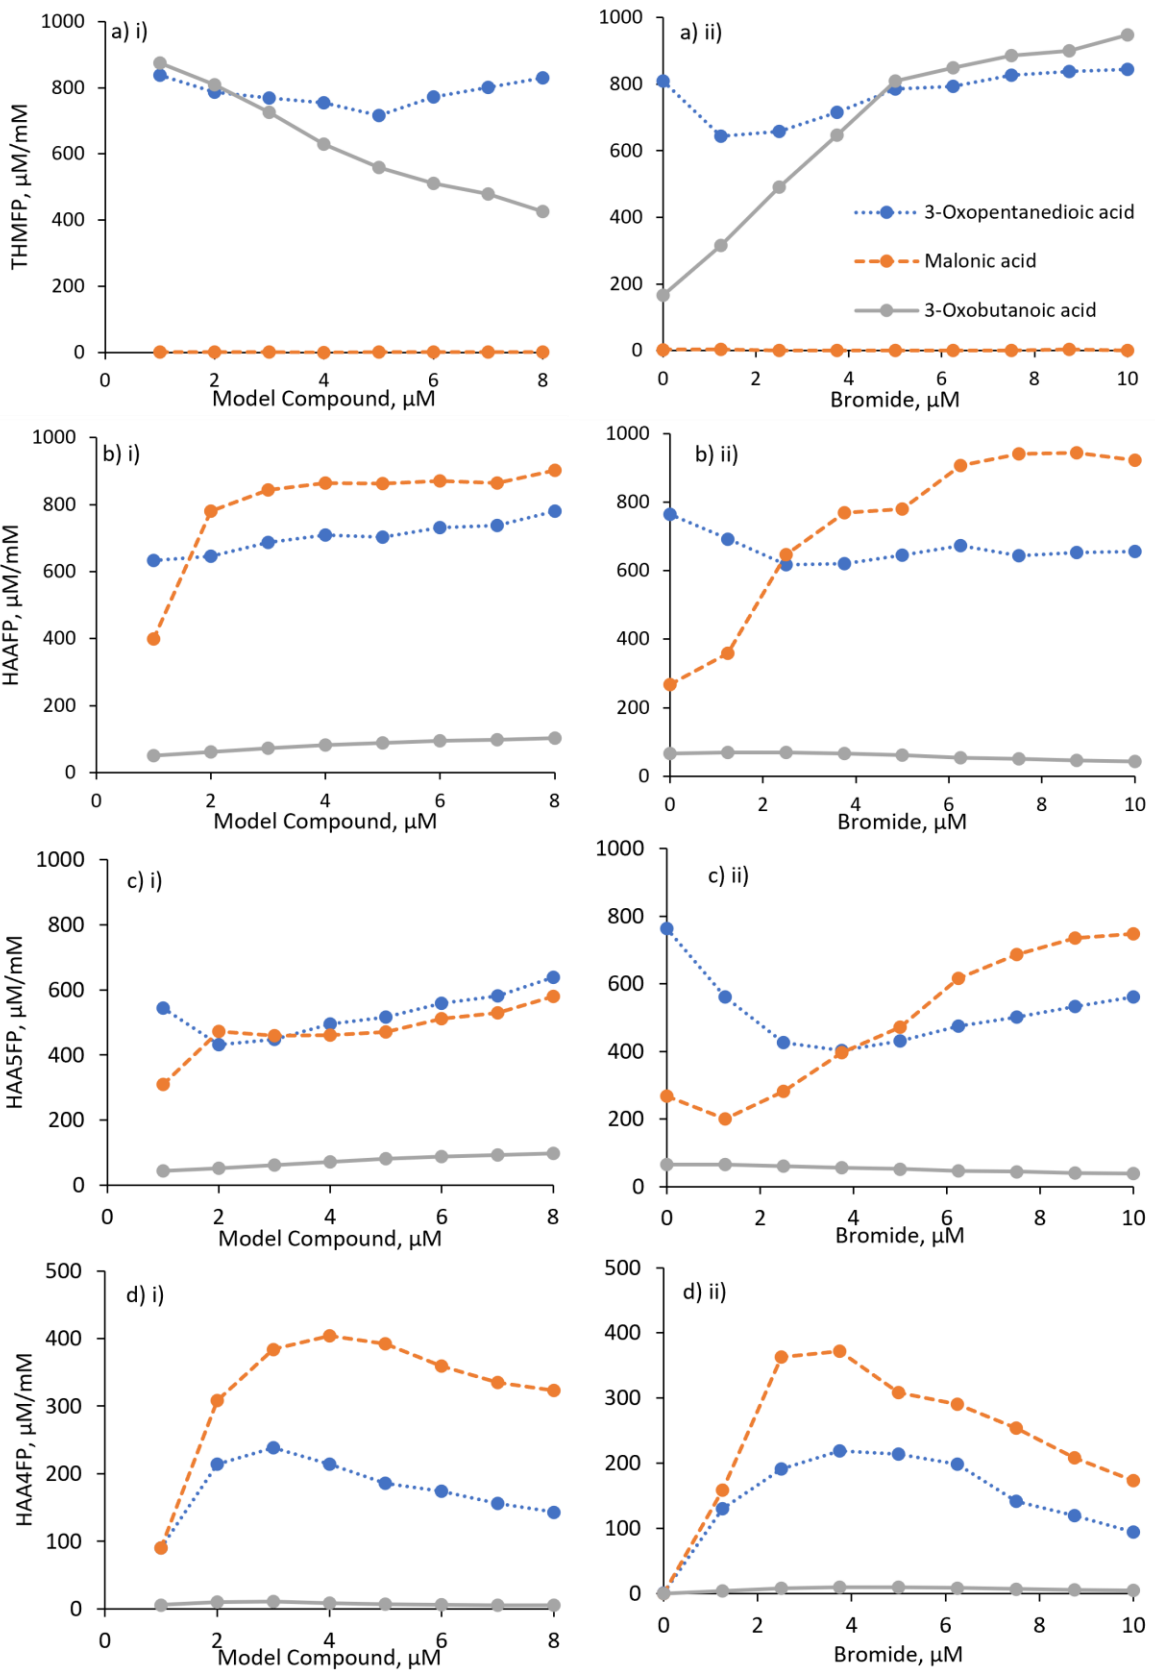 a) i)
1000
800
600
400
200
0
THMFP, µM/mM
0 2 4 6 8
Model Compound, µM
a) ii)
1000
800
600
400
200
0
3-Oxopentanedioic acid
Malonic acid
3-Oxobutanoic acid
0 2 4 6 8 10
Bromide, µM
b) i)
1000
800
600
400
200
0
HAAFP, µM/mM
0 2 4 6 8
Model Compound, µM
b) ii)
1000
800
600
400
200
0
0 2 4 6 8 10
Bromide, µM
c) i)
1000
800
600
400
200
0
HAA5FP, µM/mM
0 2 4 6 8
Model Compound, µM
c) ii)
1000
800
600
400
200
0
0 2 4 6 8 10
Bromide, µM
d) i)
500
400
300
200
100
0
HAA4FP, µM/mM
0 2 4 6 8
Model Compound, µM
d) ii)
500
400
300
200
100
0
0 2 4 6 8 10
Bromide, µM